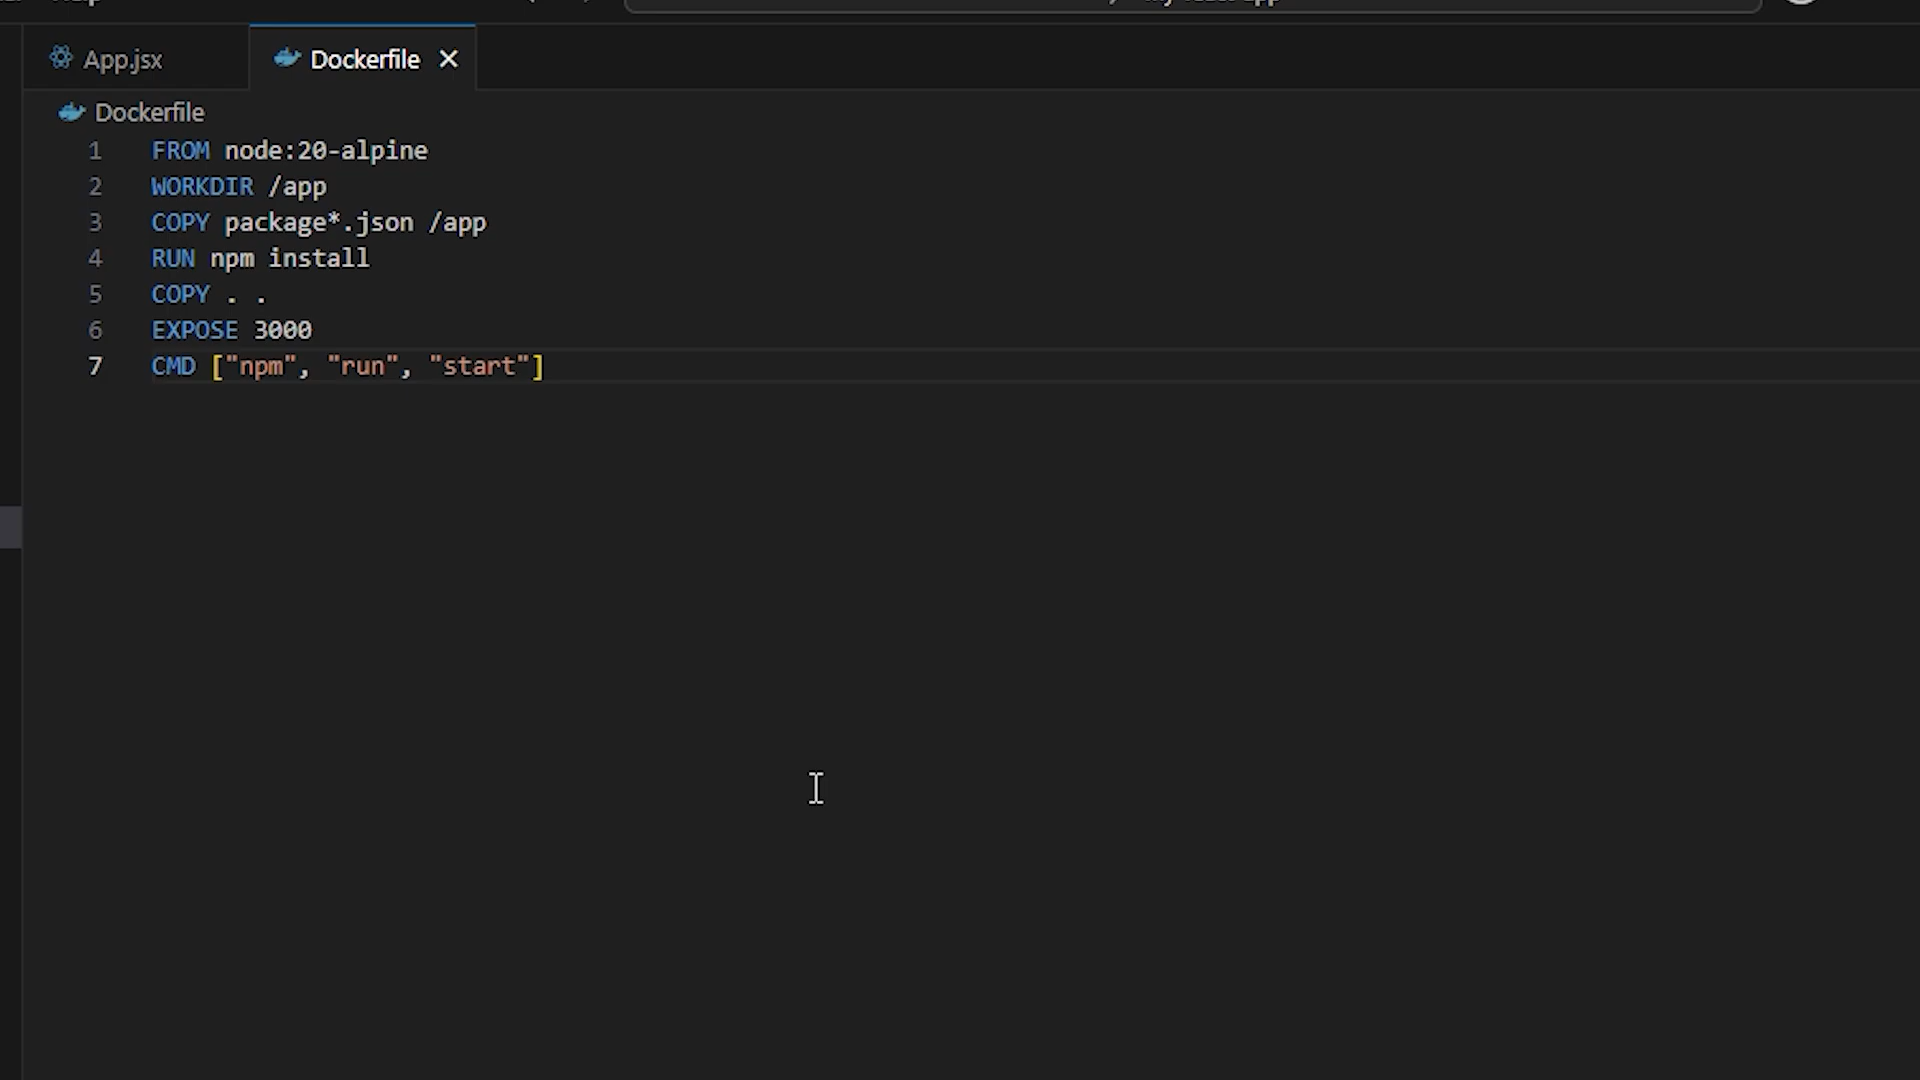 App.jsx
Dockerfile
Dockerfile
1 FROM node:20-alpine
2 WORKDIR /app
3 COPY package*.json /app
4 RUN npm install
5 COPY . .
6 EXPOSE 3000
7 CMD ["npm", "run", "start"]